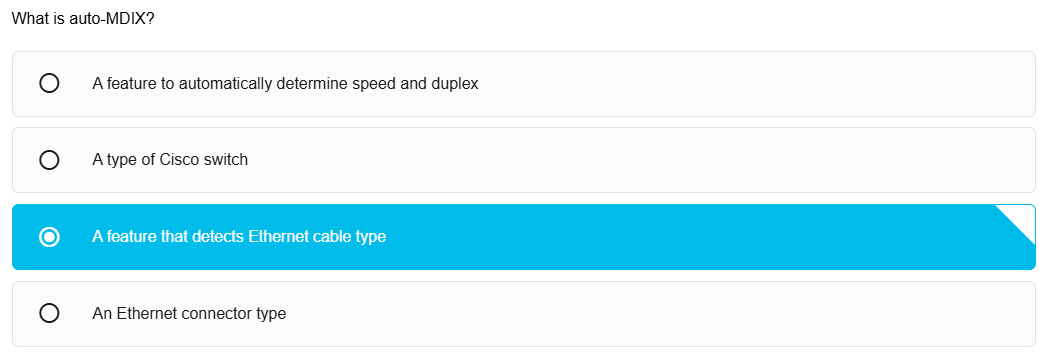 What is auto-MDIX?
A feature to automatically determine speed and duplex
A type of Cisco switch
A feature that detects Ethernet cable type
An Ethernet connector type